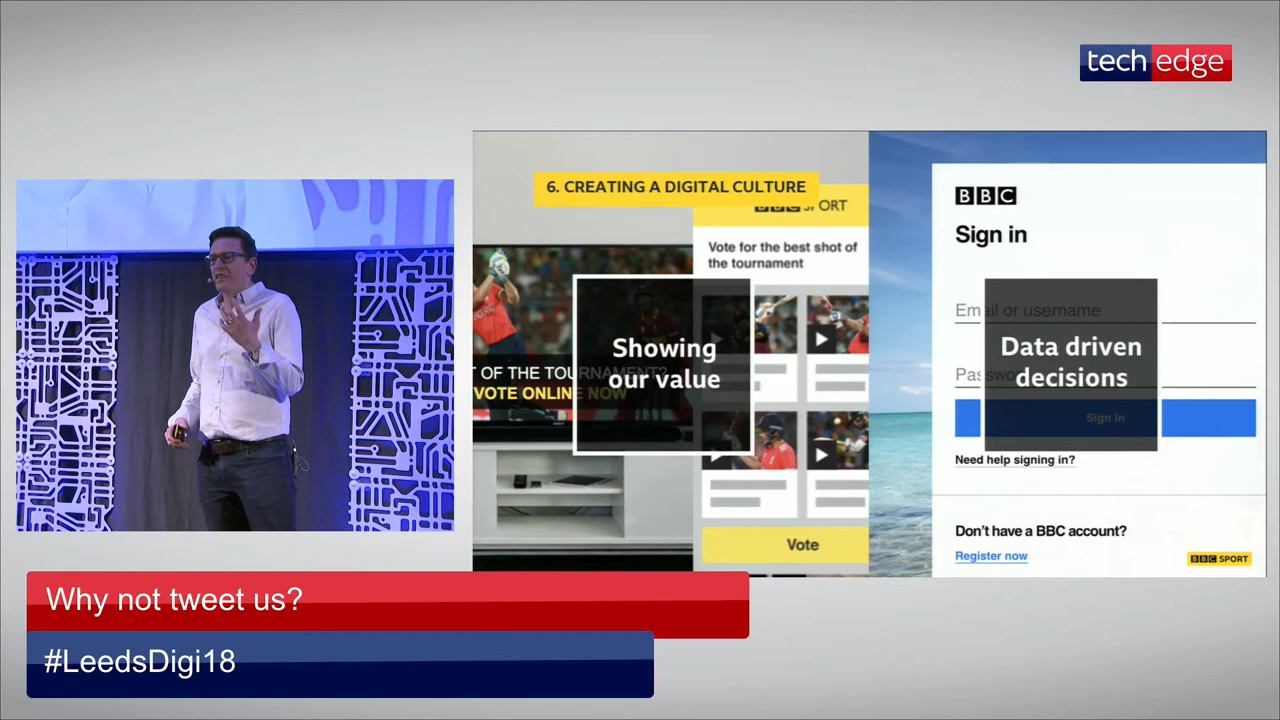 tech edge
6. CREATING A DIGITAL CULTURE
BBC SPORT
Vote for the best shot of
the tournament
T OF THE TOURNAMENT?
VOTE ONLINE NOW
Showing
our value
Vote
BBC
Sign in
Email or username
Data driven
decisions
Sign in
Need help signing in?
Don't have a BBC account?
Register now
BBC SPORT
Why not tweet us?
#LeedsDigi18